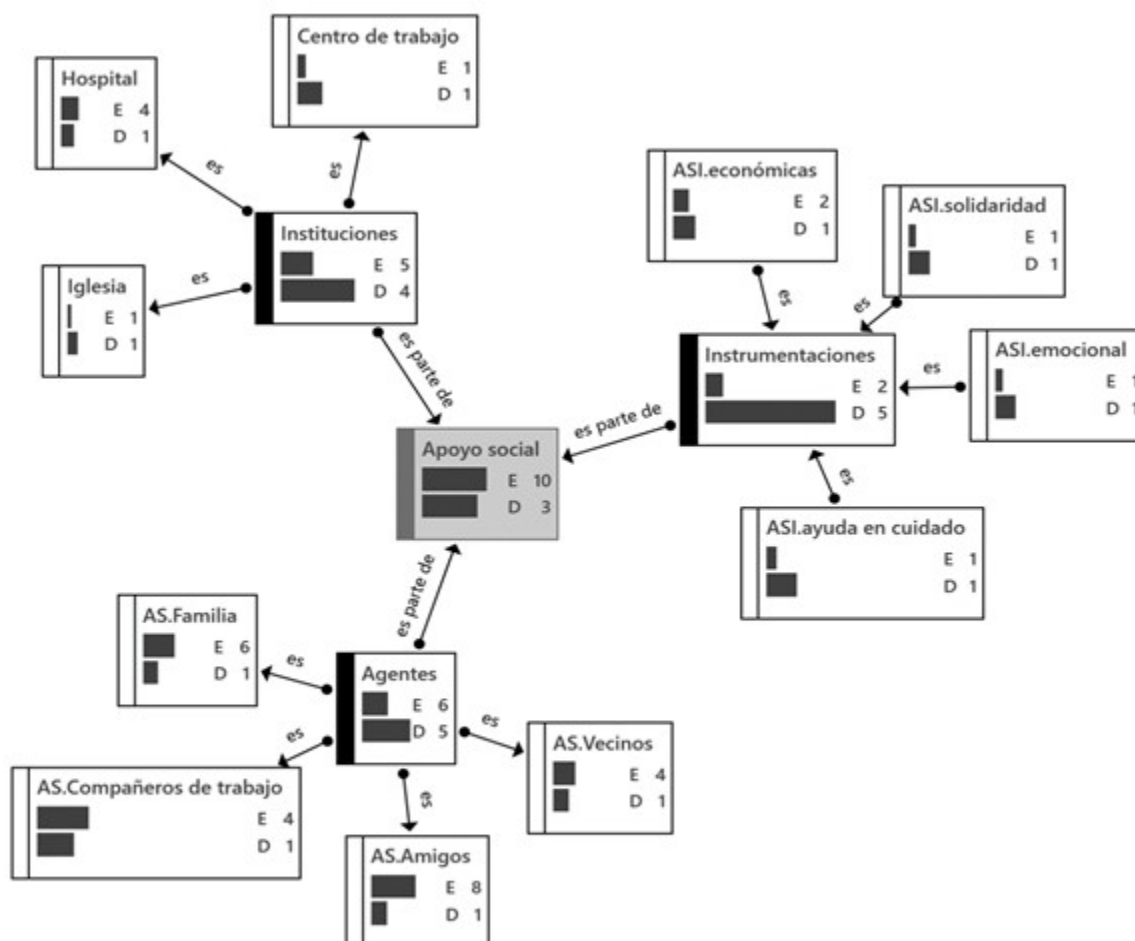 Centro de trabajo
E 1
D 1
Hospital
E 4
D 1
es
es
Instituciones
E 5
D 4
es
Iglesia
E 1
D 1
es parte de
ASI.económicas
E 2
D 1
ASI.solidaridad
E 1
D 1
es
es
Instrumentaciones
E 2
D 5
es
ASI.emocional
E 1
D 1
es parte de
Apoyo social
E 10
D 3
es
ASI.ayuda en cuidado
E 1
D 1
es parte de
AS.Familia
E 6
D 1
es
Agentes
E 6
D 5
es
es
AS.Vecinos
E 4
D 1
AS.Compañeros de trabajo
E 4
D 1
es
AS.Amigos
E 8
D 1